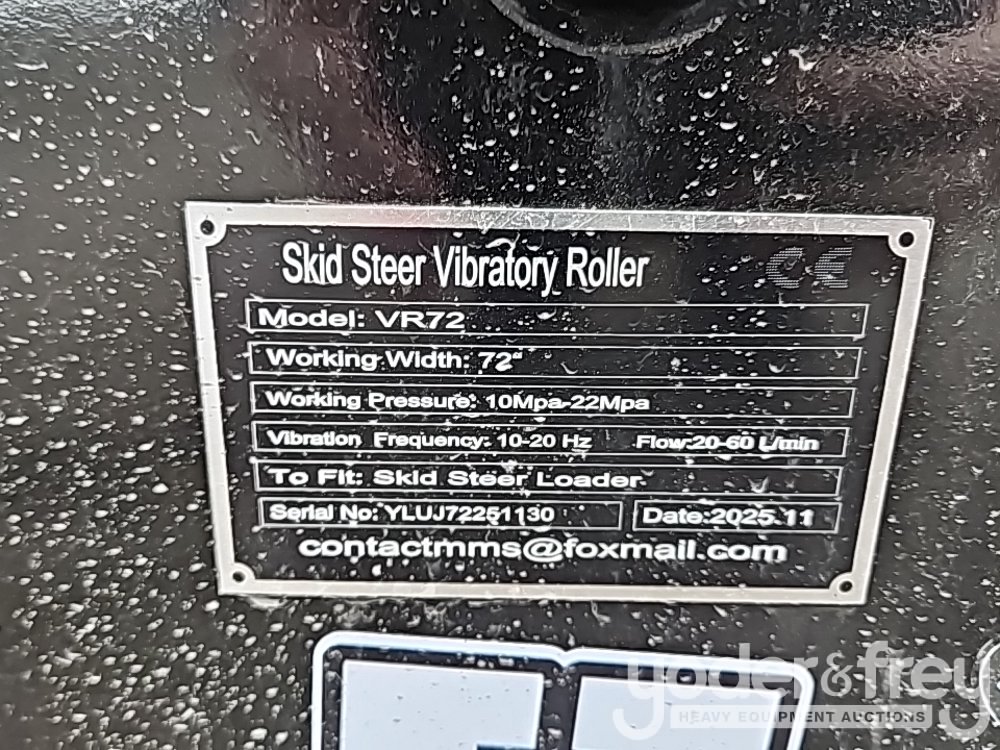 Skid Steer Vibratory Roller CE
Model: VR72
Working Width: 72"
Working Pressure: 10Mpa-22Mpa
Vibration Frequency: 10-20 Hz Flow:20-60 L/min
To Fit: Skid Steer Loader
Serial No: YLUJ72251130 Date:2025.11
contactmms@foxmail.com
yoder&frey
HEAVY EQUIPMENT AUCTIONS